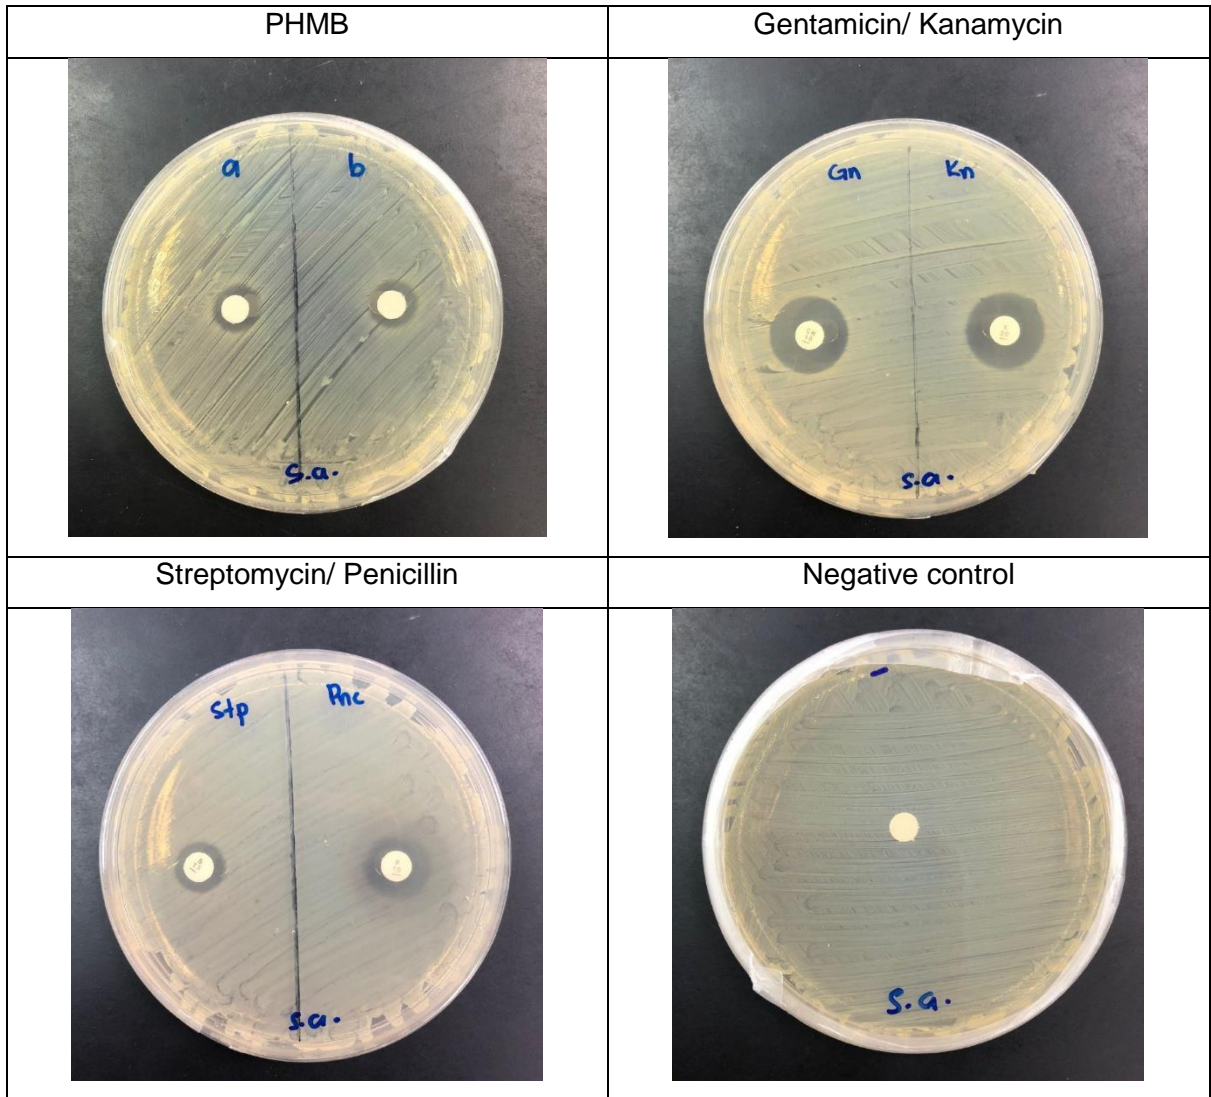 PHMB
Gentamicin/ Kanamycin
a b
Gn Kn
s.a.
s.a.
Streptomycin/ Penicillin
Negative control
Stp Pnc
-
s.a.
S.a.